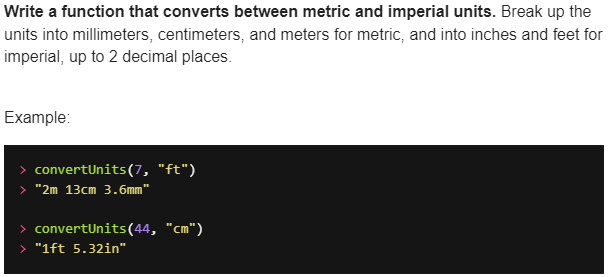 Write a function that converts between metric and imperial units. Break up the
units into millimeters, centimeters, and meters for metric, and into inches and feet for
imperial, up to 2 decimal places.
Example:
> convertUnits(7, "ft")
> "2m 13cm 3.6mm"
> convertUnits(44, "cm")
> "1ft 5.32in"